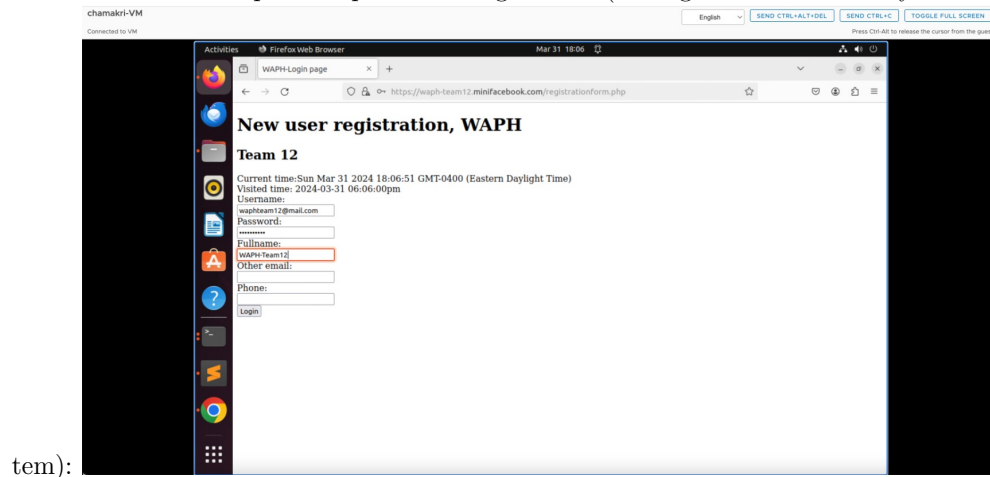 chamakri-VM
English
SEND CTRL+ALT+DEL
SEND CTRL+C
TOGGLE FULL SCREEN
Connected to VM
Press Ctrl-Alt to release the cursor from the gues
Activities
Firefox Web Browser
Mar 31 18:06
WAPH-Login page
https://waph-team12.minifacebook.com/registrationform.php
New user registration, WAPH
Team 12
Current time:Sun Mar 31 2024 18:06:51 GMT-0400 (Eastern Daylight Time)
Visited time: 2024-03-31 06:06:00pm
Username:
waphteam12@mail.com
Password:
••••••••••
Fullname:
WAPH-Team12
Other email:
Phone:
Login
tem):